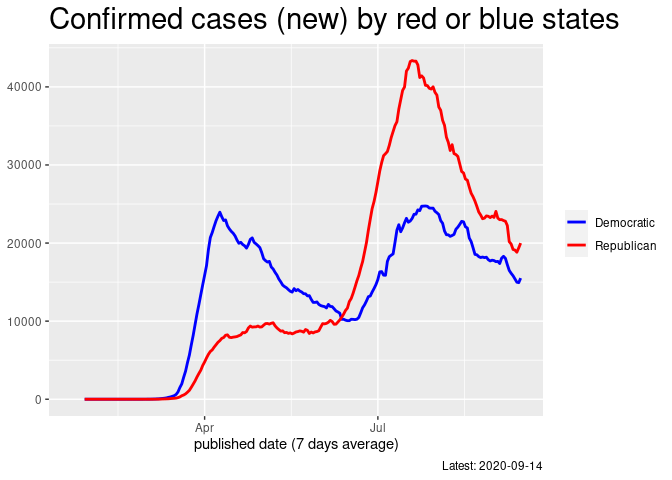 Confirmed cases (new) by red or blue states
40000
30000
20000
10000
0
Apr
Jul
published date (7 days average)
Democratic
Republican
Latest: 2020-09-14